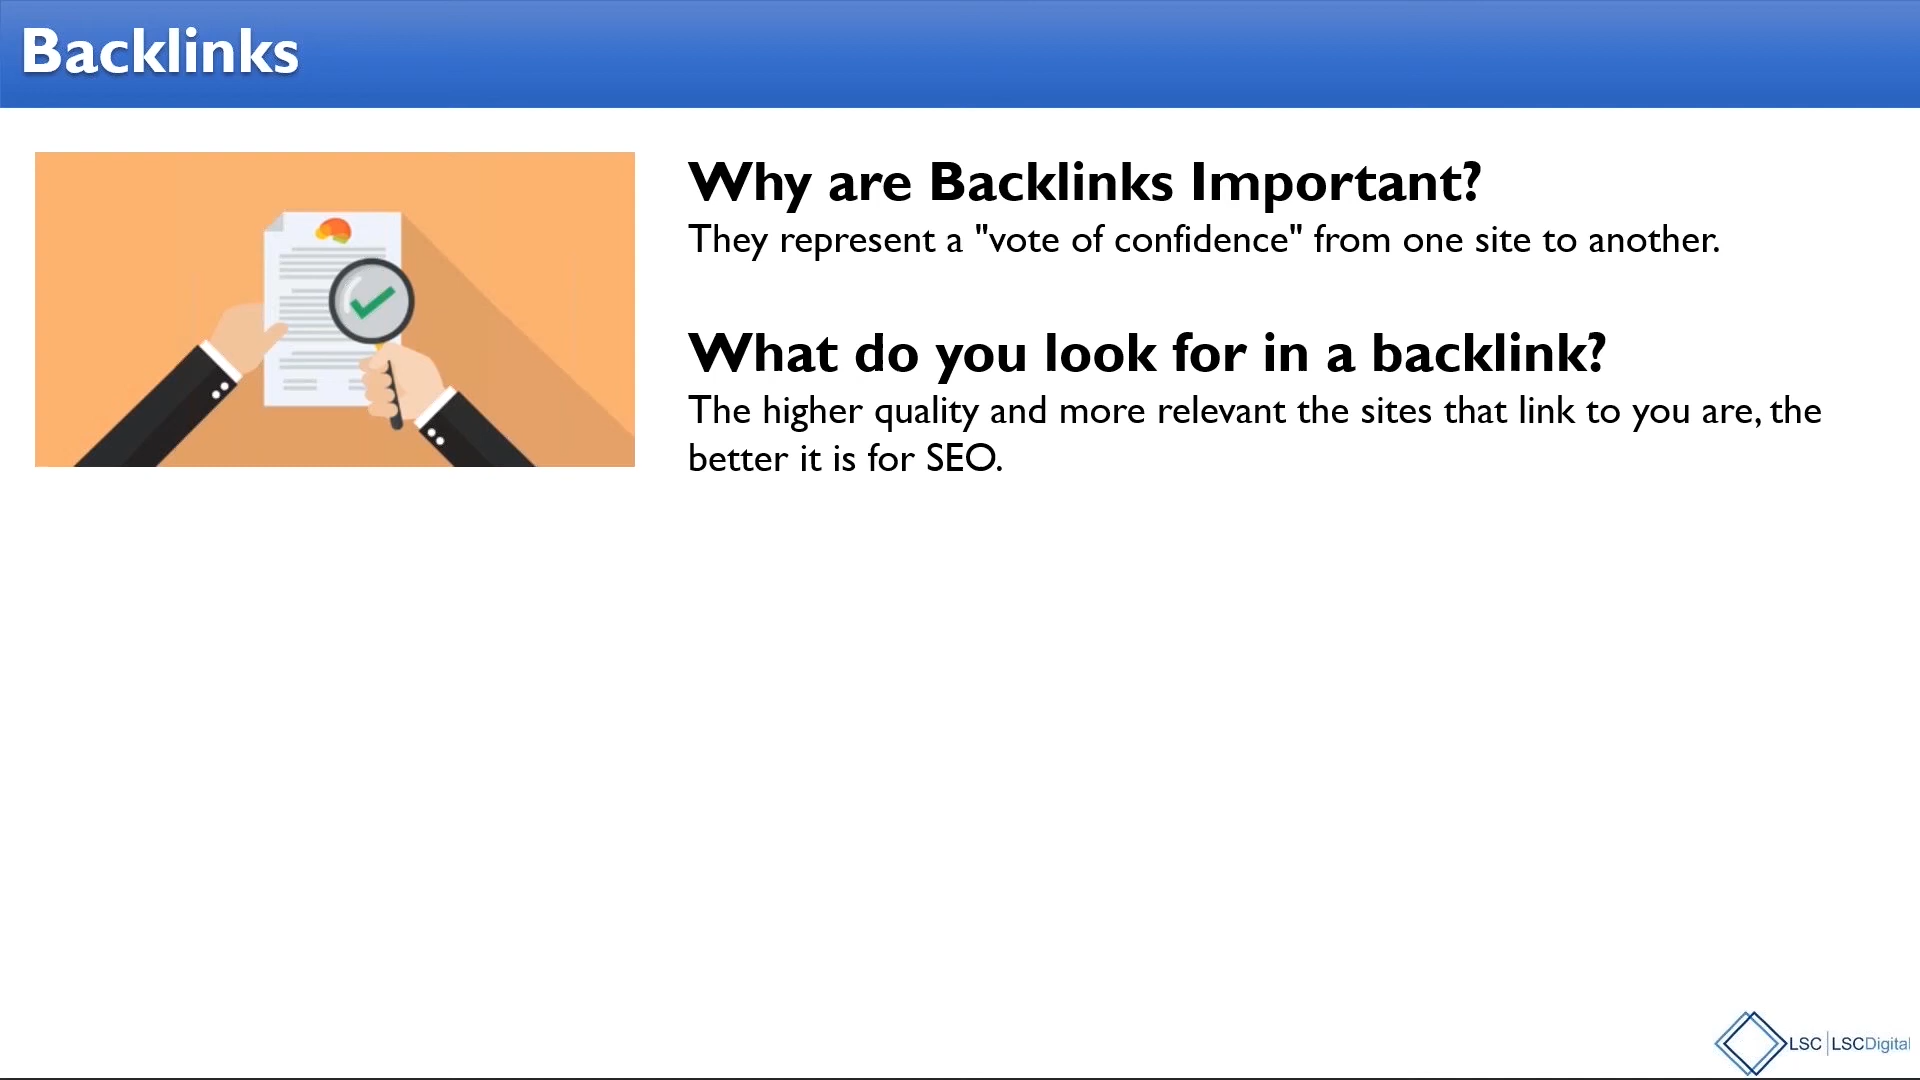 Backlinks
Why are Backlinks Important?
They represent a "vote of confidence" from one site to another.
What do you look for in a backlink?
The higher quality and more relevant the sites that link to you are, the
better it is for SEO.
LSC | LSCDigital